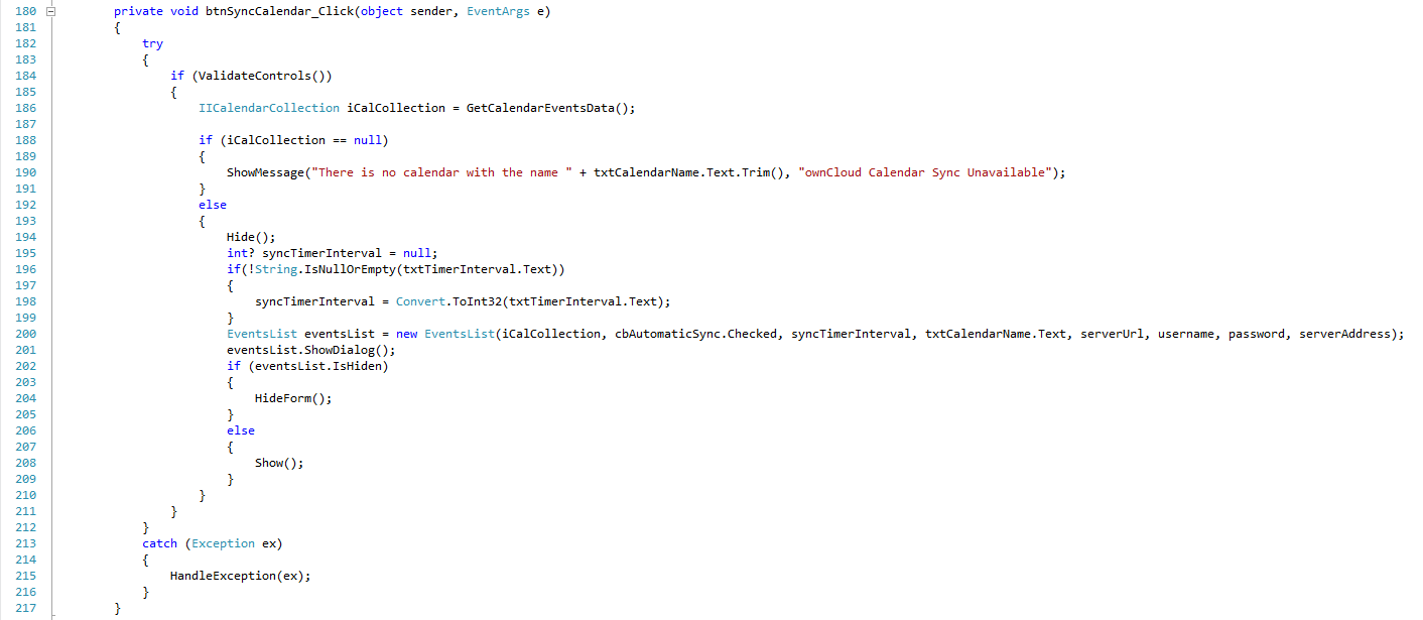 180 private void btnSyncCalendar_Click(object sender, EventArgs e)
181 {
182 try
183 {
184 if (ValidateControls())
185 {
186 IICalendarCollection iCalCollection = GetCalendarEventsData();
187
188 if (iCalCollection == null)
189 {
190 ShowMessage("There is no calendar with the name " + txtCalendarName.Text.Trim(), "ownCloud Calendar Sync Unavailable");
191 }
192 else
193 {
194 Hide();
195 int? syncTimerInterval = null;
196 if(!String.IsNullOrEmpty(txtTimerInterval.Text))
197 {
198 syncTimerInterval = Convert.ToInt32(txtTimerInterval.Text);
199 }
200 EventsList eventsList = new EventsList(iCalCollection, cbAutomaticSync.Checked, syncTimerInterval, txtCalendarName.Text, serverUrl, username, password, serverAddress);
201 eventsList.ShowDialog();
202 if (eventsList.IsHiden)
203 {
204 HideForm();
205 }
206 else
207 {
208 Show();
209 }
210 }
211 }
212 }
213 catch (Exception ex)
214 {
215 HandleException(ex);
216 }
217 }